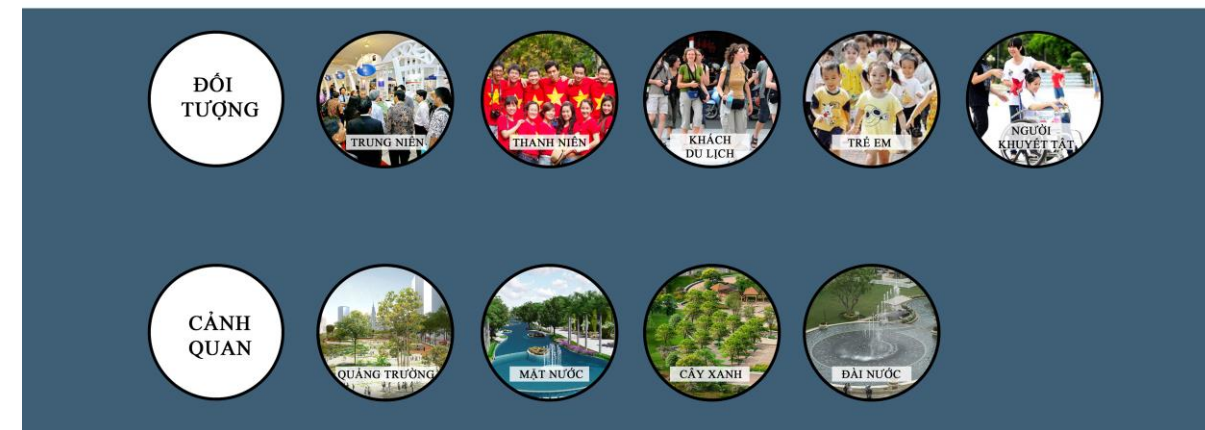 ĐỐI
TƯỢNG
TRUNG NIÊN
THANH NIÊN
KHÁCH
DU LỊCH
TRẺ EM
NGƯỜI
KHUYẾT TẬT
CẢNH
QUAN
QUẢNG TRƯỜNG
MẶT NƯỚC
CÂY XANH
ĐÀI NƯỚC